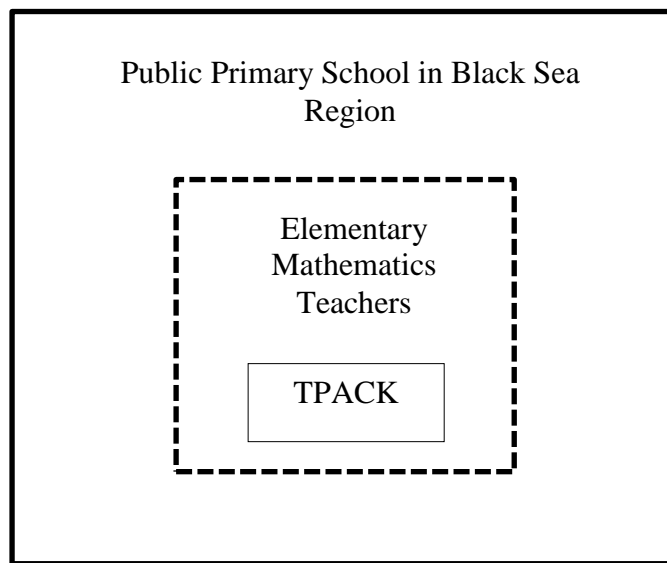 Public Primary School in Black Sea
Region
Elementary
Mathematics
Teachers
TPACK